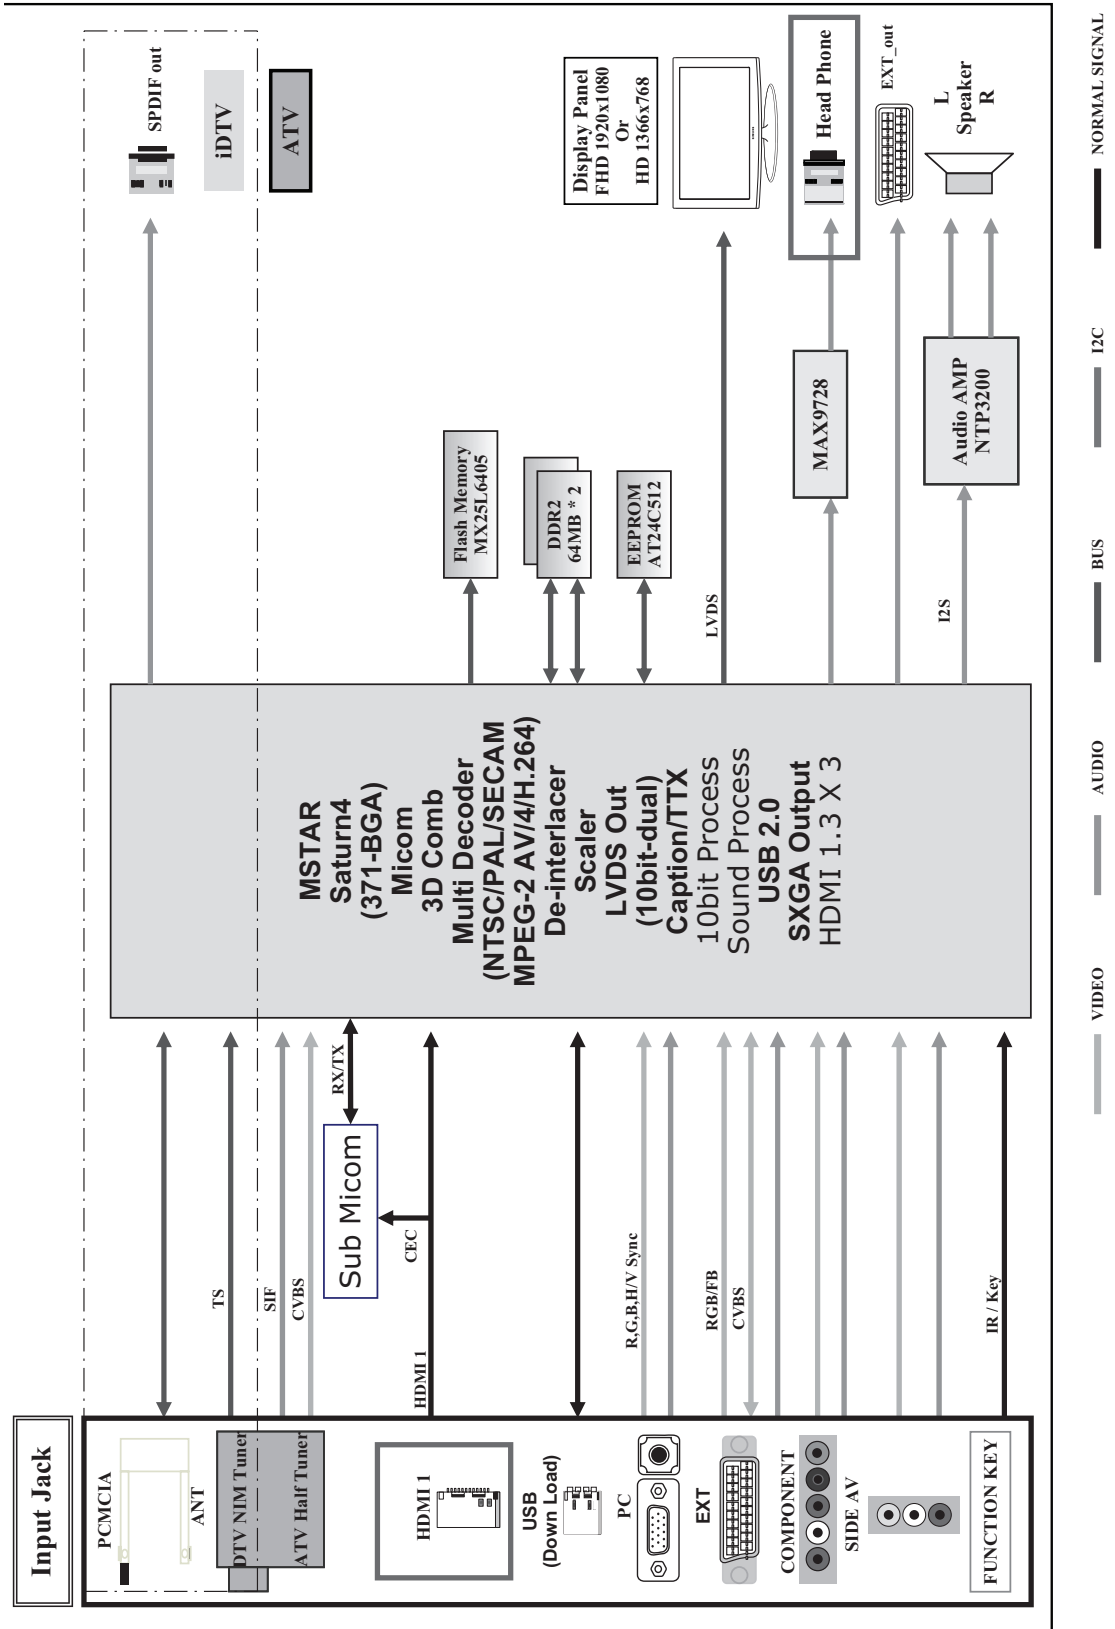 Input Jack
PCMCIA
ANT
DTV NIM Tuner
ATV Half Tuner
HDMI 1
USB
(Down Load)
PC
EXT
COMPONENT
SIDE AV
FUNCTION KEY
TS
SIF
CVBS
HDMI 1
CEC
Sub Micom
RX/TX
R,G,B,H/V Sync
RGB/FB
CVBS
IR / Key
MSTAR
Saturn4
(371-BGA)
Micom
3D Comb
Multi Decoder
(NTSC/PAL/SECAM
MPEG-2 AV/4/H.264)
De-interlacer
Scaler
LVDS Out
(10bit-dual)
Caption/TTX
10bit Process
Sound Process
USB 2.0
SXGA Output
HDMI 1.3 X 3
Flash Memory
MX25L6405
DDR2
64MB * 2
EEPROM
AT24C512
LVDS
I2S
MAX9728
Audio AMP
NTP3200
SPDIF out
iDTV
ATV
Display Panel
FHD 1920x1080
Or
HD 1366x768
Head Phone
EXT_out
L
Speaker
R
VIDEO
AUDIO
BUS
I2C
NORMAL SIGNAL